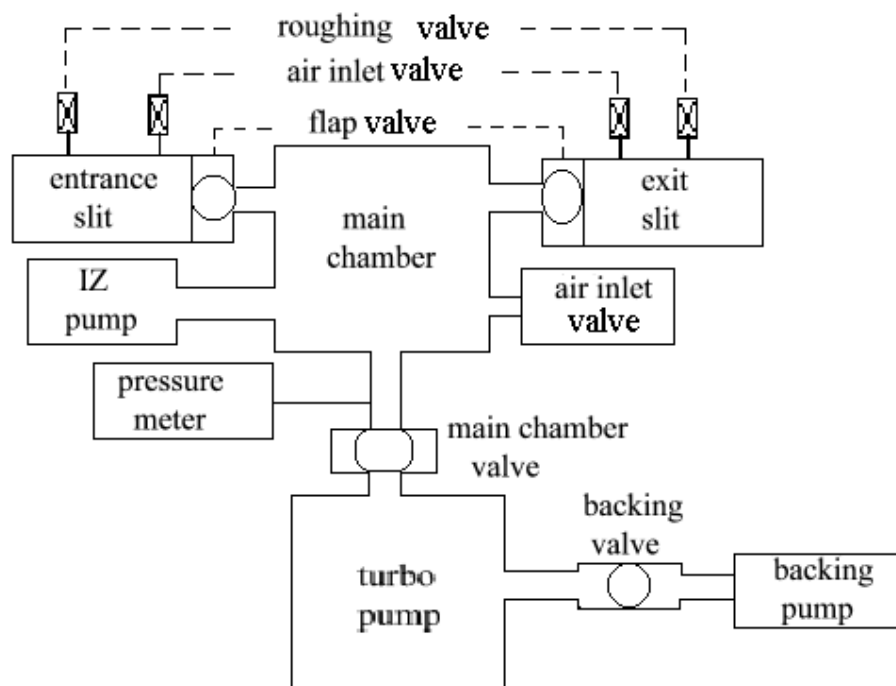 roughing valve
air inlet valve
flap valve
entrance
slit
main
chamber
exit
slit
IZ
pump
air inlet
valve
pressure
meter
main chamber
valve
backing
valve
turbo
pump
backing
pump